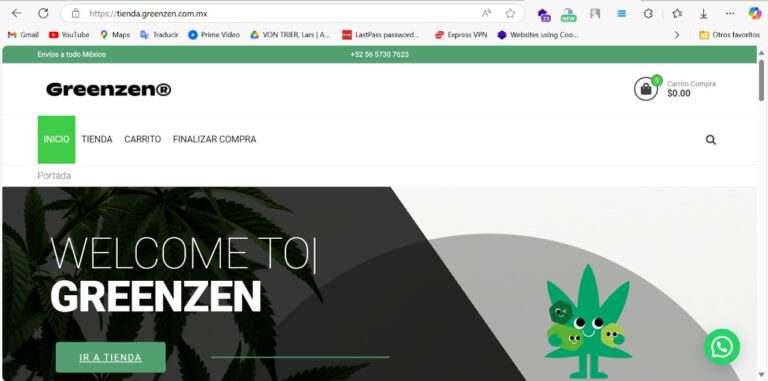 https://tienda.greenzen.com.mx
25
NEW
Gmail
YouTube
Maps
Traducir
Prime Video
VON TRIER, Lars | A...
LastPass password...
Express VPN
Websites using Coo...
Otros favoritos
Envíos a todo México
+52 56 5730 7625
Greenzen®
0
Carrito Compra
$0.00
INICIO
TIENDA
CARRITO
FINALIZAR COMPRA
Portada
WELCOME TO|
GREENZEN
IR A TIENDA